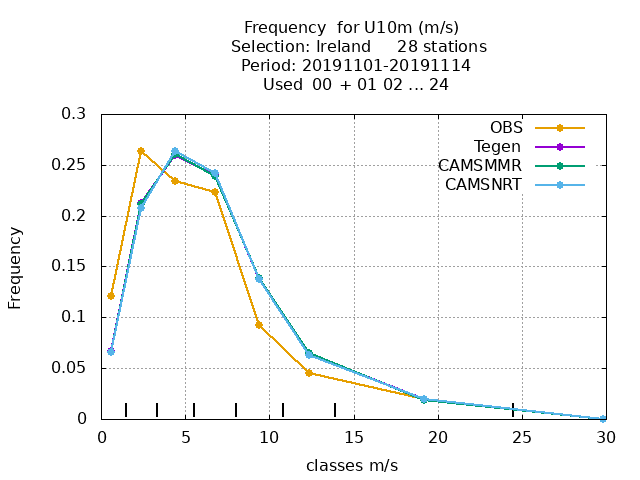 Frequency  for U10m (m/s)
Selection: Ireland     28 stations
Period: 20191101-20191114
Used  00 + 01 02 ... 24
0.3
0.25
0.2
0.15
0.1
0.05
0
Frequency
OBS
Tegen
CAMSMMR
CAMSNRT
0 5 10 15 20 25 30
classes m/s